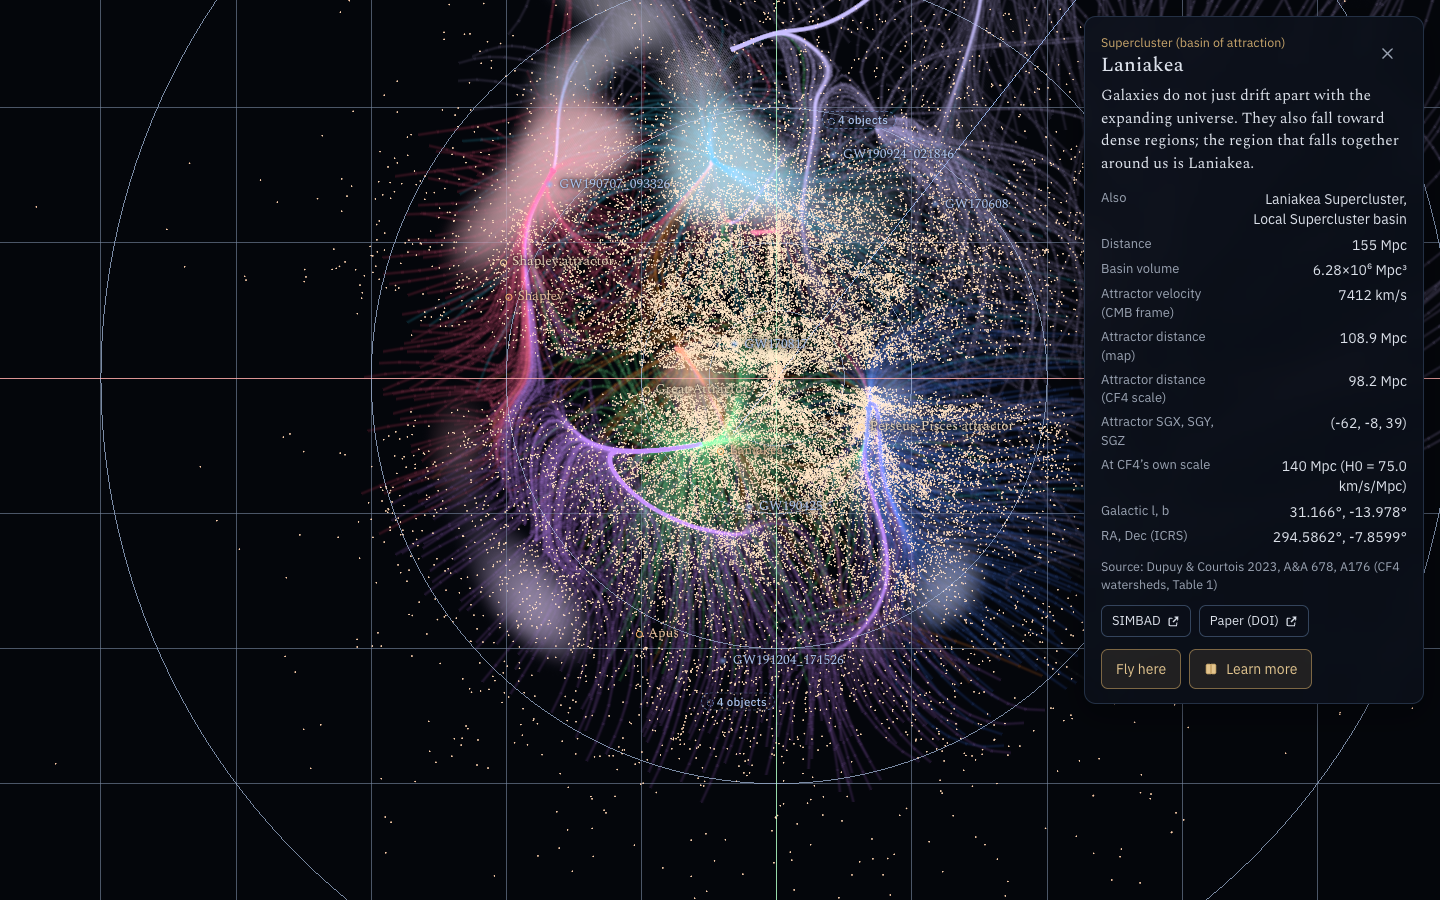 4 objects
GW190924_021846
GW190707_093326
GW170608
Shapley attractor
Shapley
Great Attractor
Perseus-Pisces attractor
Apus
GW191204_171526
4 objects
Supercluster (basin of attraction)
Laniakea
Galaxies do not just drift apart with the
expanding universe. They also fall toward
dense regions; the region that falls together
around us is Laniakea.
Also Laniakea Supercluster,
Local Supercluster basin
Distance 155 Mpc
Basin volume 6.28×10⁶ Mpc³
Attractor velocity 7412 km/s
(CMB frame)
Attractor distance 108.9 Mpc
(map)
Attractor distance 98.2 Mpc
(CF4 scale)
Attractor SGX, SGY, (-62, -8, 39)
SGZ
At CF4's own scale 140 Mpc (H0 = 75.0
km/s/Mpc)
Galactic l, b 31.166°, -13.978°
RA, Dec (ICRS) 294.5862°, -7.8599°
Source: Dupuy & Courtois 2023, A&A 678, A176 (CF4
watersheds, Table 1)
SIMBAD Paper (DOI)
Fly here Learn more